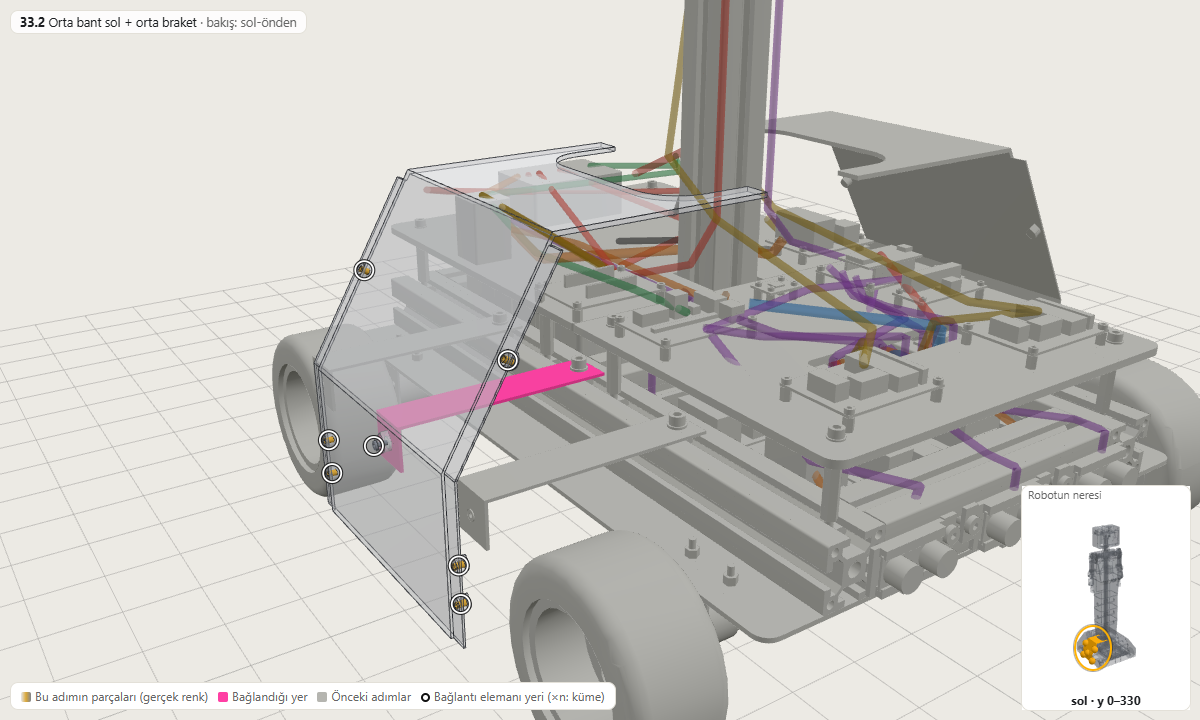 33.2 Orta bant sol + orta braket · bakış: sol-önden
Bu adımın parçaları (gerçek renk)
Bağlandığı yer
Önceki adımlar
Bağlantı elemanı yeri (×n: küme)
Robotun neresi
sol · y 0–330